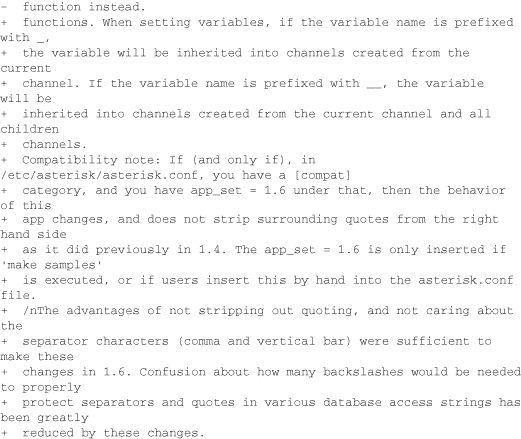 -  function instead.
+  functions. When setting variables, if the variable name is prefixed
with _,
+  the variable will be inherited into channels created from the
current
+  channel. If the variable name is prefixed with __, the variable
will be
+  inherited into channels created from the current channel and all
children
+  channels.
+  Compatibility note: If (and only if), in
/etc/asterisk/asterisk.conf, you have a [compat]
+  category, and you have app_set = 1.6 under that, then the behavior
of this
+  app changes, and does not strip surrounding quotes from the right
hand side
+  as it did previously in 1.4. The app_set = 1.6 is only inserted if
'make samples'
+  is executed, or if users insert this by hand into the asterisk.conf
file.
+  /nThe advantages of not stripping out quoting, and not caring about
the
+  separator characters (comma and vertical bar) were sufficient to
make these
+  changes in 1.6. Confusion about how many backslashes would be needed
to properly
+  protect separators and quotes in various database access strings has
been greatly
+  reduced by these changes.